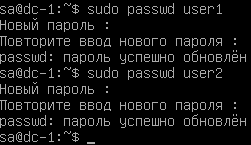 sa@dc-1:~$ sudo passwd user1
Новый пароль :
Повторите ввод нового пароля :
passwd: пароль успешно обновлён
sa@dc-1:~$ sudo passwd user2
Новый пароль :
Повторите ввод нового пароля :
passwd: пароль успешно обновлён
sa@dc-1:~$ _